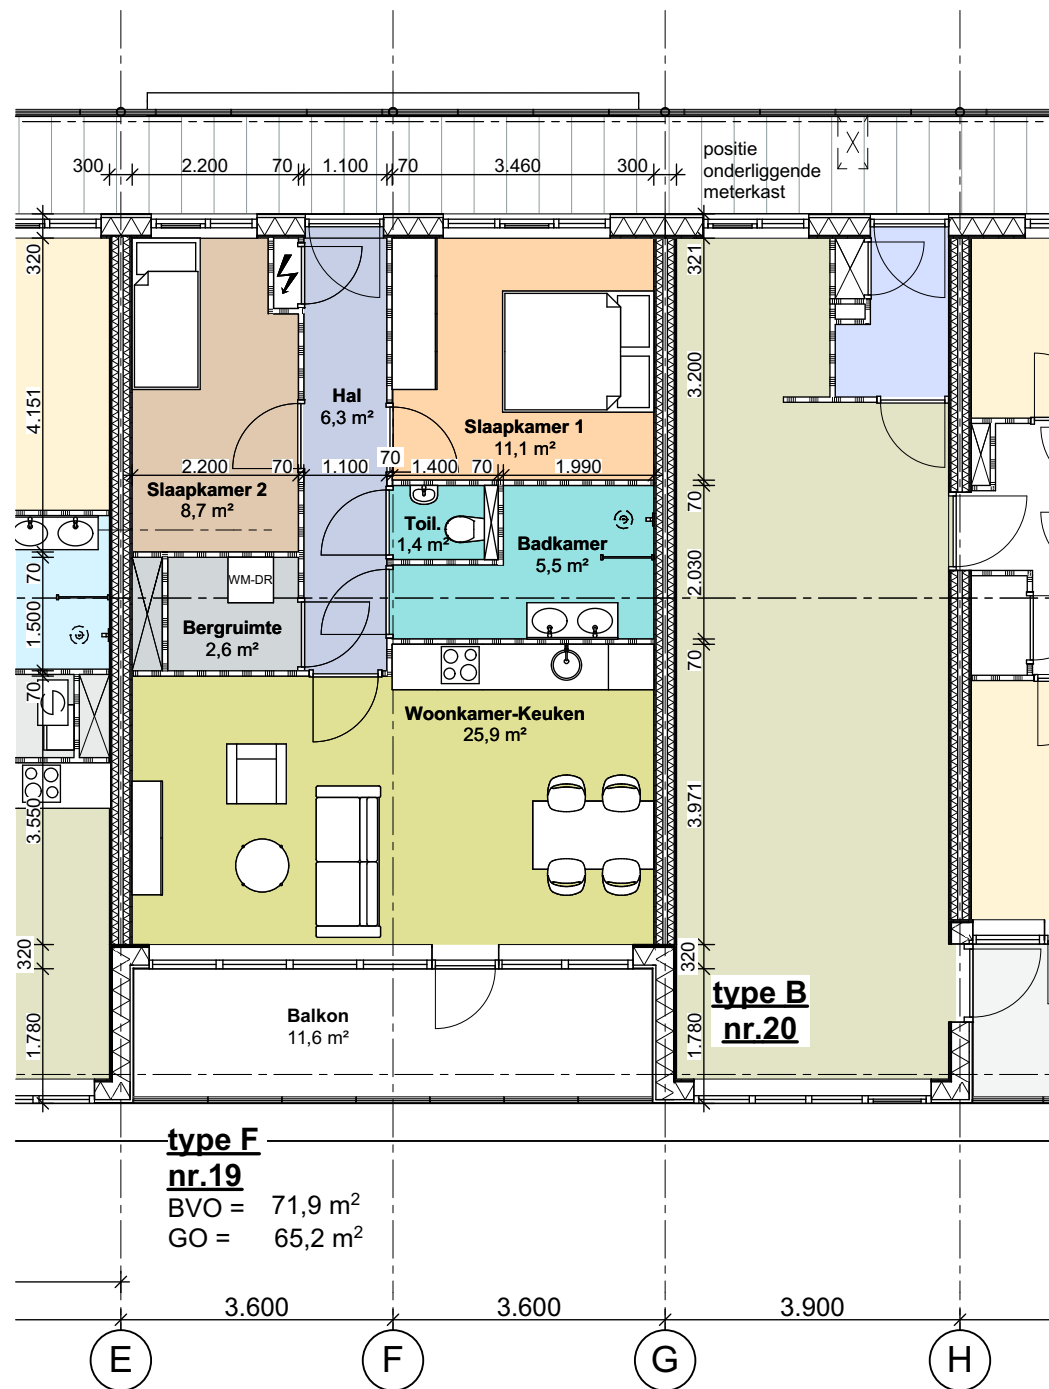 300
2.200
70
1.100
70
3.460
300
positie
onderliggende
meterkast
320
321
4.151
3.200
Hal
6,3 m²
Slaapkamer 1
11,1 m²
70
2.200
70
1.100
1.400
70
1.990
Slaapkamer 2
8,7 m²
70
Toil.
1,4 m²
Badkamer
5,5 m²
70
WM-DR
2.030
1.500
Bergruimte
2,6 m²
70
70
Woonkamer-Keuken
25,9 m²
3.550
3.971
320
320
type B
nr.20
Balkon
11,6 m²
1.780
1.780
type F
nr.19
BVO = 71,9 m²
GO = 65,2 m²
3.600
3.600
3.900
E
F
G
H